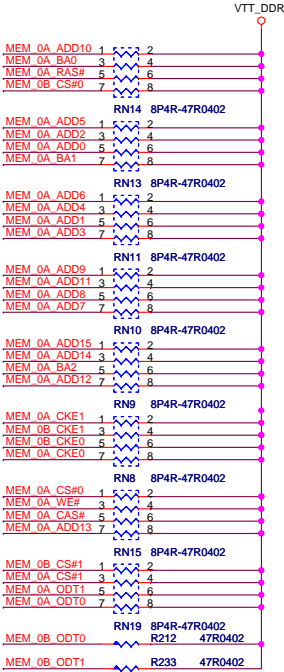 VTT_DDR
MEM_0A_ADD10 1 2
MEM_0A_BA0 3 4
MEM_0A_RAS# 5 6
MEM_0B_CS#0 7 8
RN14 8P4R-47R0402
MEM_0A_ADD5 1 2
MEM_0A_ADD2 3 4
MEM_0A_ADD0 5 6
MEM_0A_BA1 7 8
RN13 8P4R-47R0402
MEM_0A_ADD6 1 2
MEM_0A_ADD4 3 4
MEM_0A_ADD1 5 6
MEM_0A_ADD3 7 8
RN11 8P4R-47R0402
MEM_0A_ADD9 1 2
MEM_0A_ADD11 3 4
MEM_0A_ADD8 5 6
MEM_0A_ADD7 7 8
RN10 8P4R-47R0402
MEM_0A_ADD15 1 2
MEM_0A_ADD14 3 4
MEM_0A_BA2 5 6
MEM_0A_ADD12 7 8
RN9 8P4R-47R0402
MEM_0A_CKE1 1 2
MEM_0B_CKE1 3 4
MEM_0B_CKE0 5 6
MEM_0A_CKE0 7 8
RN8 8P4R-47R0402
MEM_0A_CS#0 1 2
MEM_0A_WE# 3 4
MEM_0A_CAS# 5 6
MEM_0A_ADD13 7 8
RN15 8P4R-47R0402
MEM_0B_CS#1 1 2
MEM_0A_CS#1 3 4
MEM_0A_ODT1 5 6
MEM_0A_ODT0 7 8
RN19 8P4R-47R0402
MEM_0B_ODT0 R212 47R0402
MEM_0B_ODT1 R233 47R0402